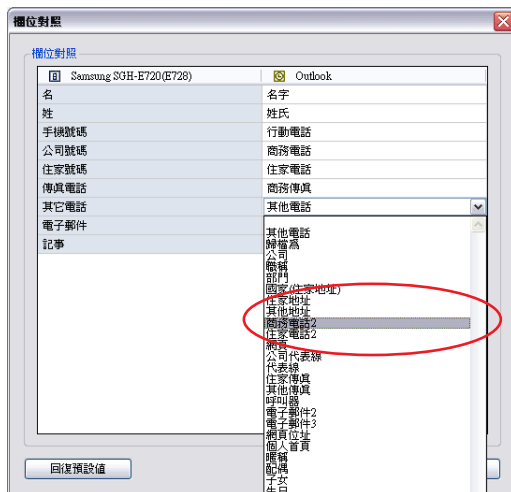 欄位對照
欄位對照
Samsung SGH-E720(E728) Outlook
名 名字
姓 姓氏
手機號碼 行動電話
公司號碼 商務電話
住家號碼 住家電話
傳真電話 商務傳真
其它電話 其他電話
電子郵件
記事
其他電話
歸檔為
公司
職稱
部門
國家(住家地址)
住家地址
其他地址
商務電話2
住家電話2
網頁
公司代表線
代表線
住家傳真
其他傳真
呼叫器
電子郵件2
電子郵件3
網頁位址
個人首頁
暱稱
配偶
子女
生日
回復預設值